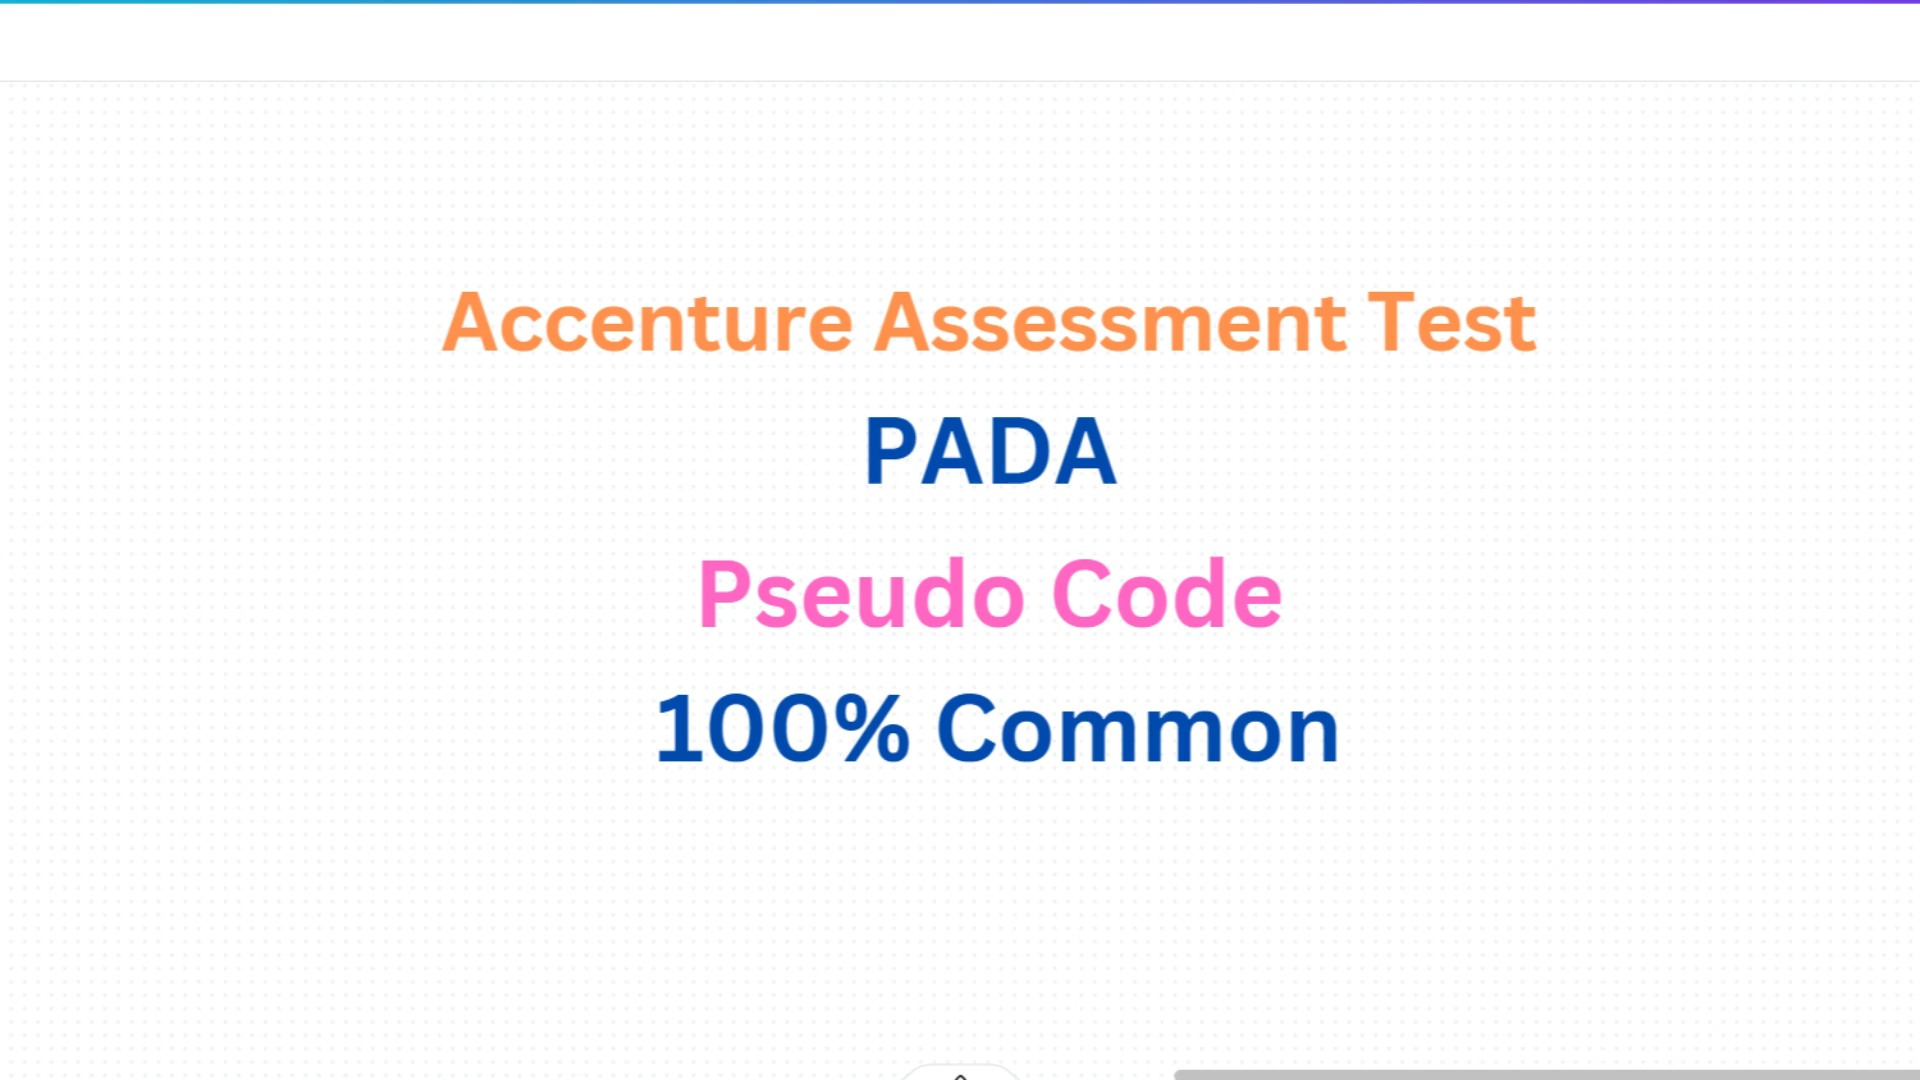 Accenture Assessment Test
PADA
Pseudo Code
100% Common